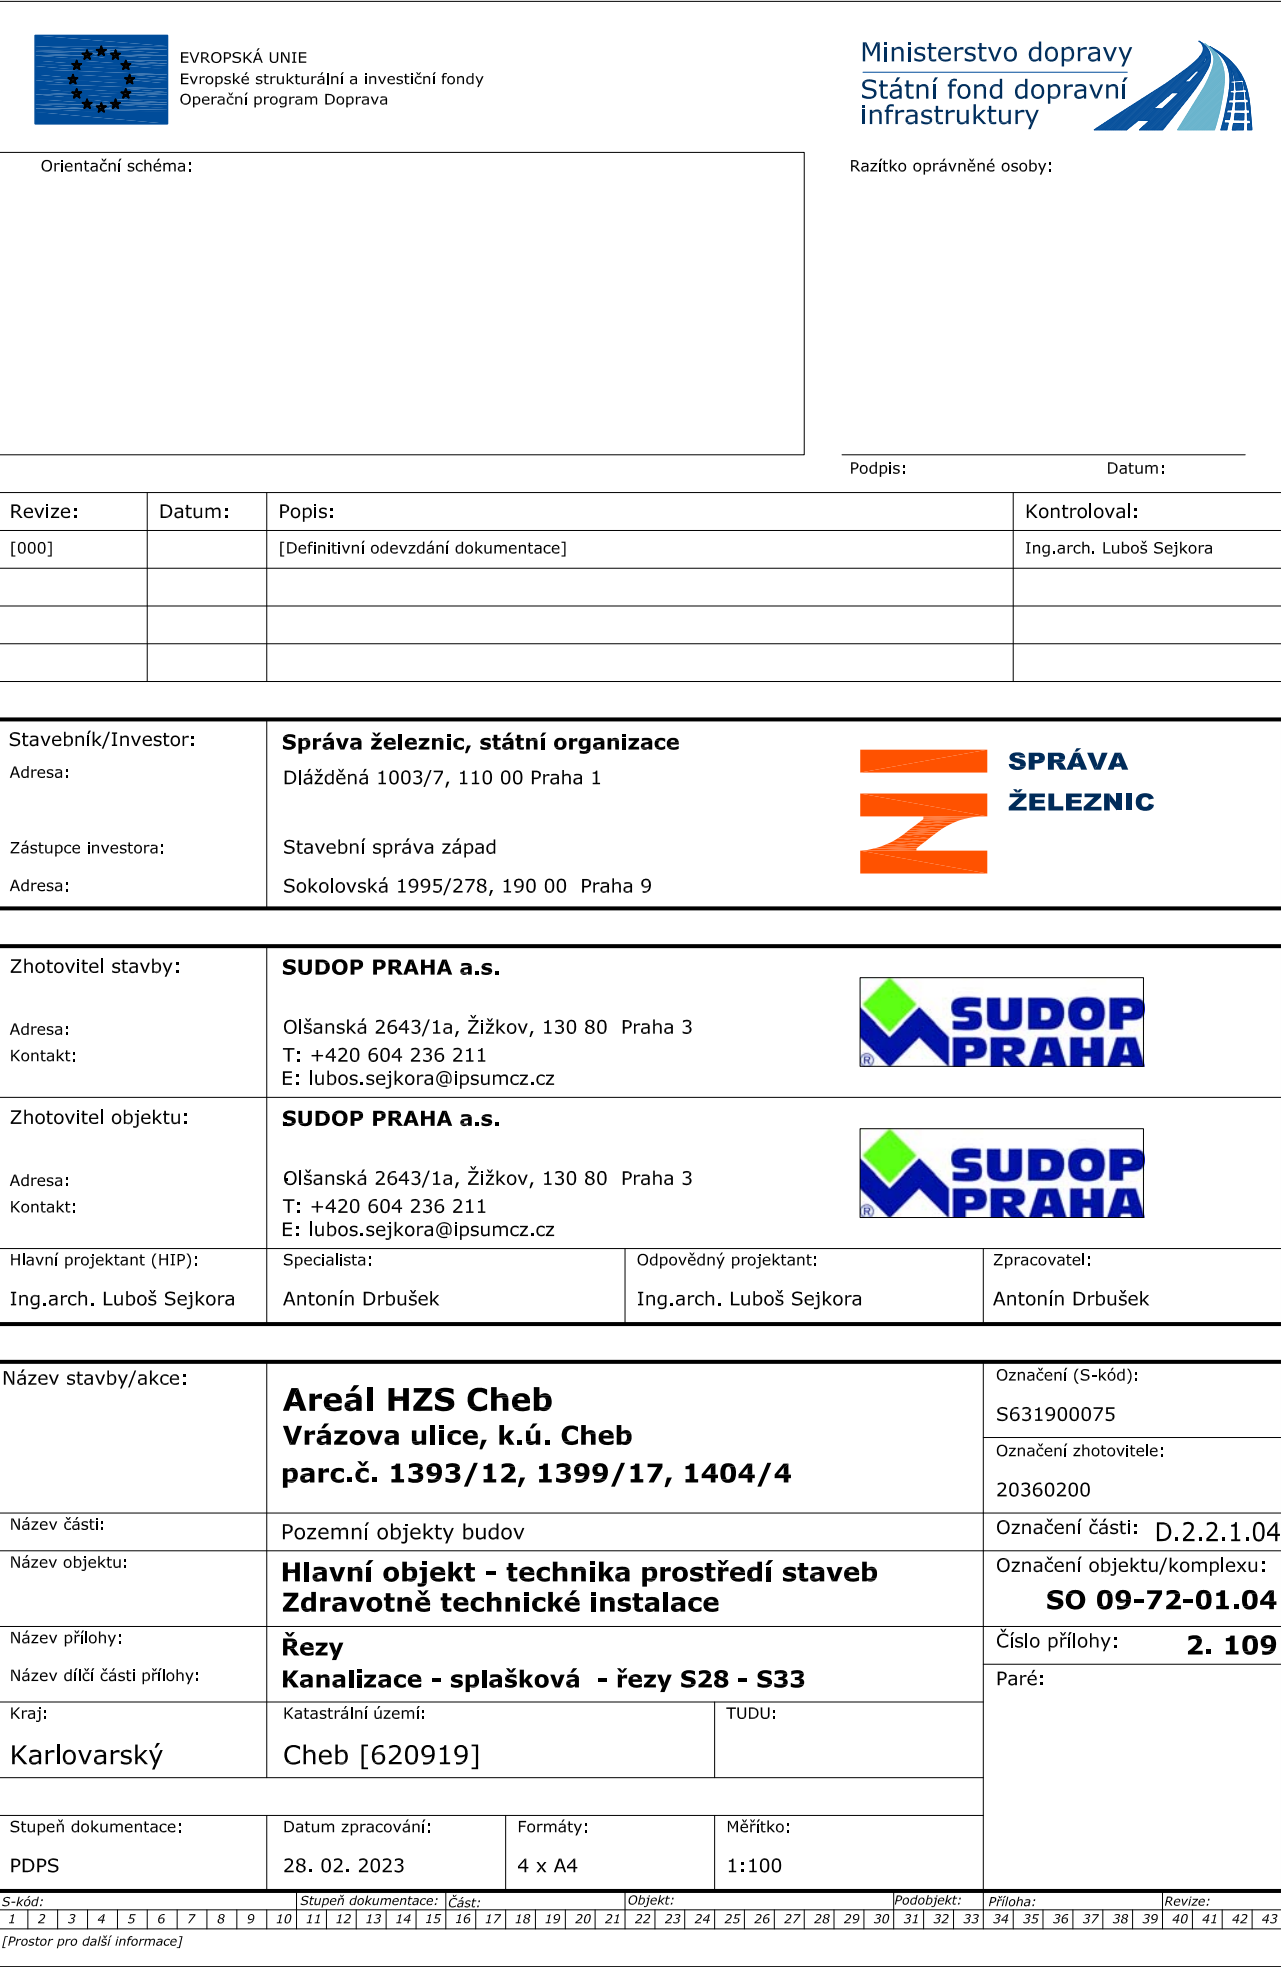 EVROPSKÁ UNIE
Evropské strukturální a investiční fondy
Operační program Doprava
Ministerstvo dopravy
Státní fond dopravní
infrastruktury
Orientační schéma:
Razítko oprávněné osoby:
Podpis: Datum:
Revize: Datum: Popis: Kontroloval:
[000] [Definitivní odevzdání dokumentace] Ing.arch. Luboš Sejkora
Stavebník/Investor: Správa železnic, státní organizace
Adresa: Dlážděná 1003/7, 110 00 Praha 1
SPRÁVA
ŽELEZNIC
Zástupce investora: Stavební správa západ
Adresa: Sokolovská 1995/278, 190 00 Praha 9
Zhotovitel stavby: SUDOP PRAHA a.s.
Adresa: Olšanská 2643/1a, Žižkov, 130 80 Praha 3
Kontakt: T: +420 604 236 211
E: lubos.sejkora@ipsumcz.cz
SUDOP
PRAHA
®
Zhotovitel objektu: SUDOP PRAHA a.s.
Adresa: Olšanská 2643/1a, Žižkov, 130 80 Praha 3
Kontakt: T: +420 604 236 211
E: lubos.sejkora@ipsumcz.cz
SUDOP
PRAHA
®
Hlavní projektant (HIP): Specialista: Odpovědný projektant: Zpracovatel:
Ing.arch. Luboš Sejkora Antonín Drbušek Ing.arch. Luboš Sejkora Antonín Drbušek
Název stavby/akce: Areál HZS Cheb
Vrázova ulice, k.ú. Cheb
parc.č. 1393/12, 1399/17, 1404/4
Označení (S-kód):
S631900075
Označení zhotovitele:
20360200
Název části: Pozemní objekty budov Označení části: D.2.2.1.04
Název objektu: Hlavní objekt - technika prostředí staveb
Zdravotně technické instalace
Označení objektu/komplexu:
SO 09-72-01.04
Název přílohy: Řezy Číslo přílohy: 2. 109
Název dílčí části přílohy: Kanalizace - splašková - řezy S28 - S33 Paré:
Kraj: Katastrální území: TUDU:
Karlovarský Cheb [620919]
Stupeň dokumentace: Datum zpracování: Formáty: Měřítko:
PDPS 28. 02. 2023 4 x A4 1:100
S-kód: Stupeň dokumentace: Část: Objekt: Podobjekt: Příloha: Revize:
1 2 3 4 5 6 7 8 9 10 11 12 13 14 15 16 17 18 19 20 21 22 23 24 25 26 27 28 29 30 31 32 33 34 35 36 37 38 39 40 41 42 43
[Prostor pro další informace]